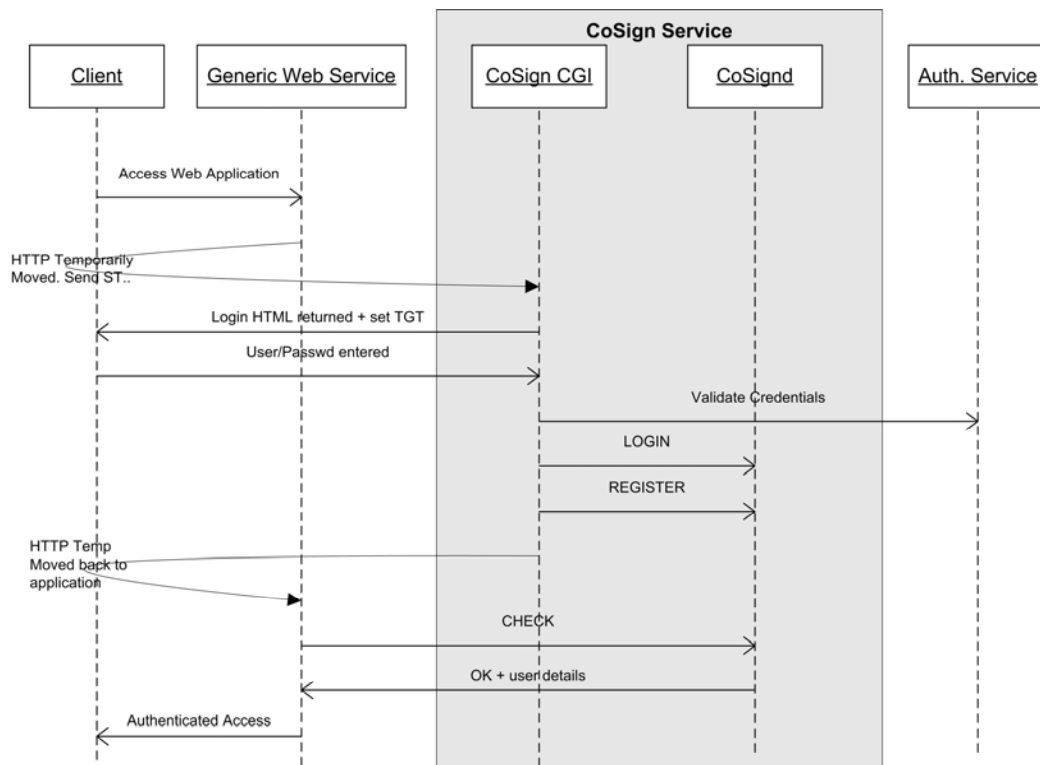 CoSign Service
Client
Generic Web Service
CoSign CGI
CoSignd
Auth. Service
Access Web Application
HTTP Temporarily
Moved. Send ST..
Login HTML returned + set TGT
User/Passwd entered
Validate Credentials
LOGIN
REGISTER
HTTP Temp
Moved back to
application
CHECK
OK + user details
Authenticated Access